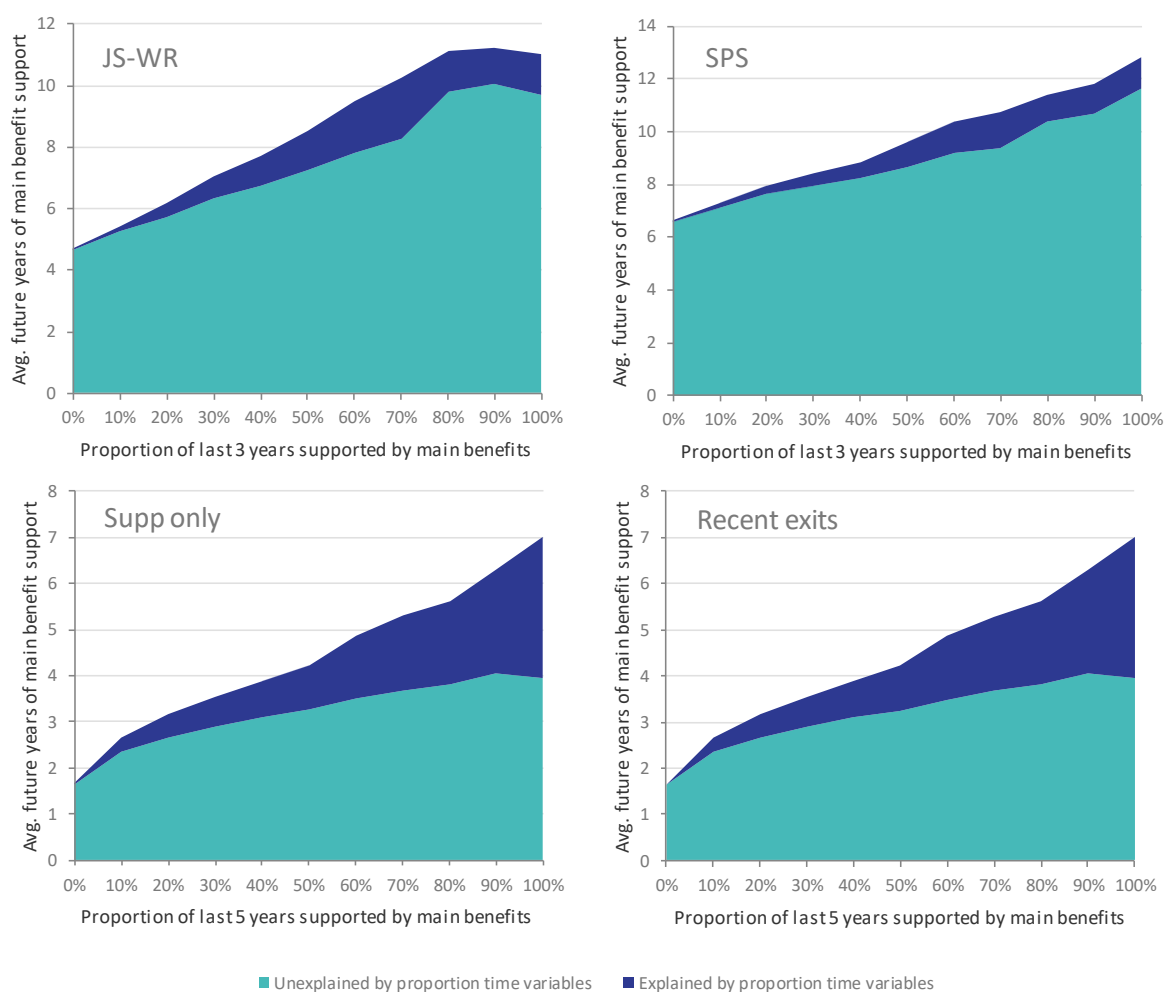 JS-WR
Avg. future years of main benefit support
12
10
8
6
4
2
0
0% 10% 20% 30% 40% 50% 60% 70% 80% 90% 100%
Proportion of last 3 years supported by main benefits
SPS
Avg. future years of main benefit support
14
12
10
8
6
4
2
0
0% 10% 20% 30% 40% 50% 60% 70% 80% 90% 100%
Proportion of last 3 years supported by main benefits
Supp only
Avg. future years of main benefit support
8
7
6
5
4
3
2
1
0
0% 10% 20% 30% 40% 50% 60% 70% 80% 90% 100%
Proportion of last 5 years supported by main benefits
Recent exits
Avg. future years of main benefit support
8
7
6
5
4
3
2
1
0
0% 10% 20% 30% 40% 50% 60% 70% 80% 90% 100%
Proportion of last 5 years supported by main benefits
Unexplained by proportion time variables Explained by proportion time variables